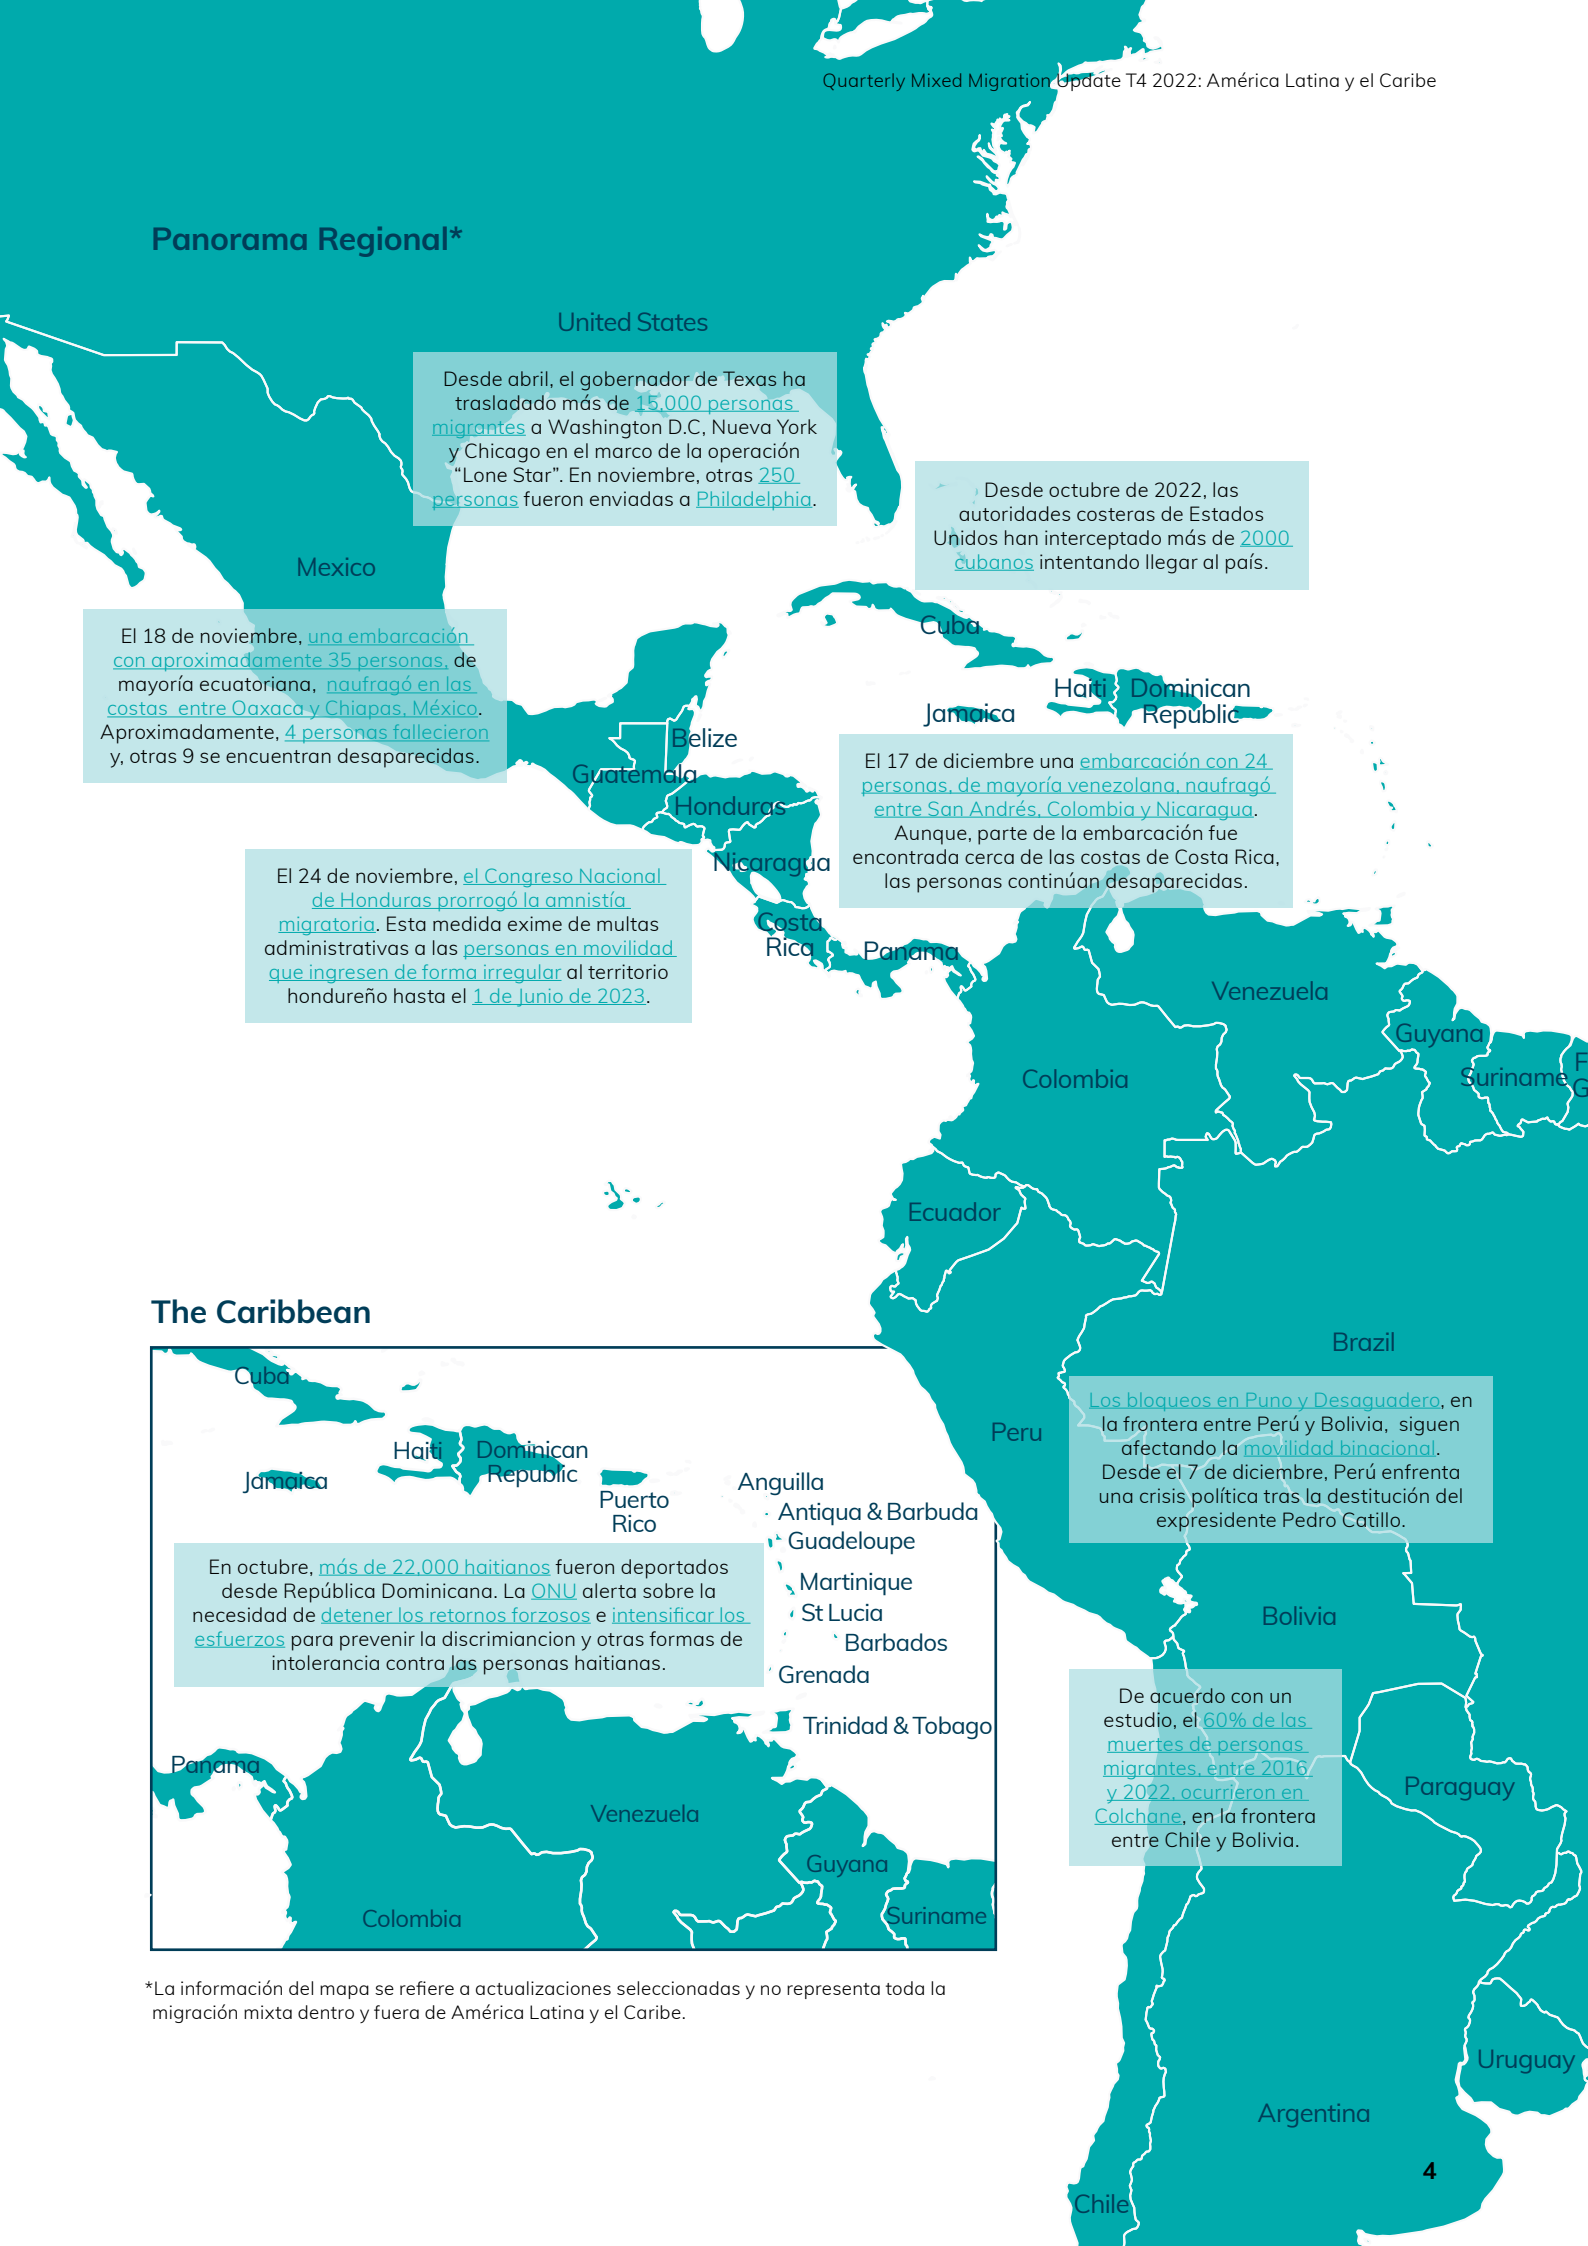 Quarterly Mixed Migration Update T4 2022: América Latina y el Caribe
Panorama Regional*
United States
Desde abril, el gobernador de Texas ha
trasladado más de 15,000 personas
migrantes a Washington D.C, Nueva York
y Chicago en el marco de la operación
“Lone Star”. En noviembre, otras 250
personas fueron enviadas a Philadelphia.
Desde octubre de 2022, las
autoridades costeras de Estados
Unidos han interceptado más de 2000
cubanos intentando llegar al país.
Mexico
El 18 de noviembre, una embarcación
con aproximadamente 35 personas, de
mayoría ecuatoriana, naufragó en las
costas entre Oaxaca y Chiapas, México.
Aproximadamente, 4 personas fallecieron
y, otras 9 se encuentran desaparecidas.
Cuba
Haiti
Dominican
Republic
Jamaica
Belize
Guatemala
Honduras
Nicaragua
El 17 de diciembre una embarcación con 24
personas, de mayoría venezolana, naufragó
entre San Andrés, Colombia y Nicaragua.
Aunque, parte de la embarcación fue
encontrada cerca de las costas de Costa Rica,
las personas continúan desaparecidas.
El 24 de noviembre, el Congreso Nacional
de Honduras prorrogó la amnistía
migratoria. Esta medida exime de multas
administrativas a las personas en movilidad
que ingresen de forma irregular al territorio
hondureño hasta el 1 de Junio de 2023.
Costa
Rica
Panama
Venezuela
Guyana
Suriname
F
G
Colombia
Ecuador
Brazil
Peru
Los bloqueos en Puno y Desaguadero, en
la frontera entre Perú y Bolivia, siguen
afectando la movilidad binacional.
Desde el 7 de diciembre, Perú enfrenta
una crisis política tras la destitución del
expresidente Pedro Catillo.
Bolivia
De acuerdo con un
estudio, el 60% de las
muertes de personas
migrantes, entre 2016
y 2022, ocurrieron en
Colchane, en la frontera
entre Chile y Bolivia.
Paraguay
Uruguay
Argentina
Chile
The Caribbean
Cuba
Haiti
Dominican
Republic
Jamaica
Puerto
Rico
Anguilla
Antiqua & Barbuda
Guadeloupe
Martinique
St Lucia
Barbados
Grenada
Trinidad & Tobago
En octubre, más de 22,000 haitianos fueron deportados
desde República Dominicana. La ONU alerta sobre la
necesidad de detener los retornos forzosos e intensificar los
esfuerzos para prevenir la discrimiancion y otras formas de
intolerancia contra las personas haitianas.
Panama
Venezuela
Guyana
Suriname
Colombia
*La información del mapa se refiere a actualizaciones seleccionadas y no representa toda la
migración mixta dentro y fuera de América Latina y el Caribe.
4